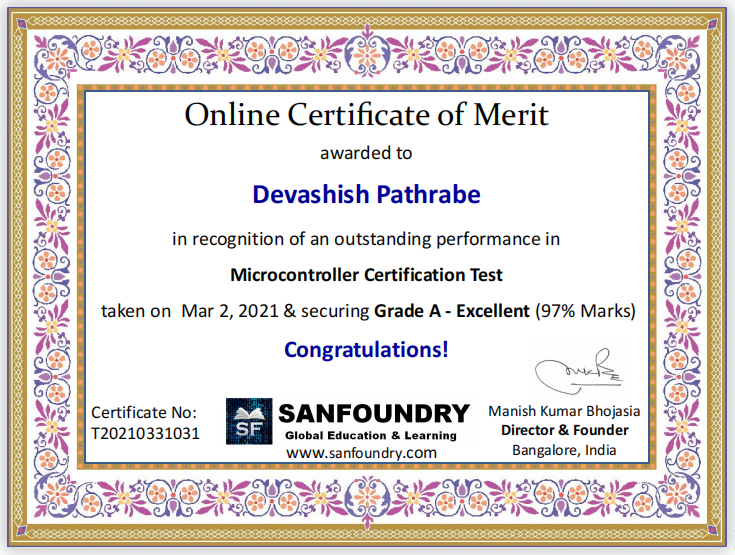 Online Certificate of Merit
awarded to
Devashish Pathrabe
in recognition of an outstanding performance in
Microcontroller Certification Test
taken on Mar 2, 2021 & securing Grade A - Excellent (97% Marks)
Congratulations!
Certificate No:
T20210331031
SF
SANFOUNDRY
Global Education & Learning
www.sanfoundry.com
Manish Kumar Bhojasia
Director & Founder
Bangalore, India